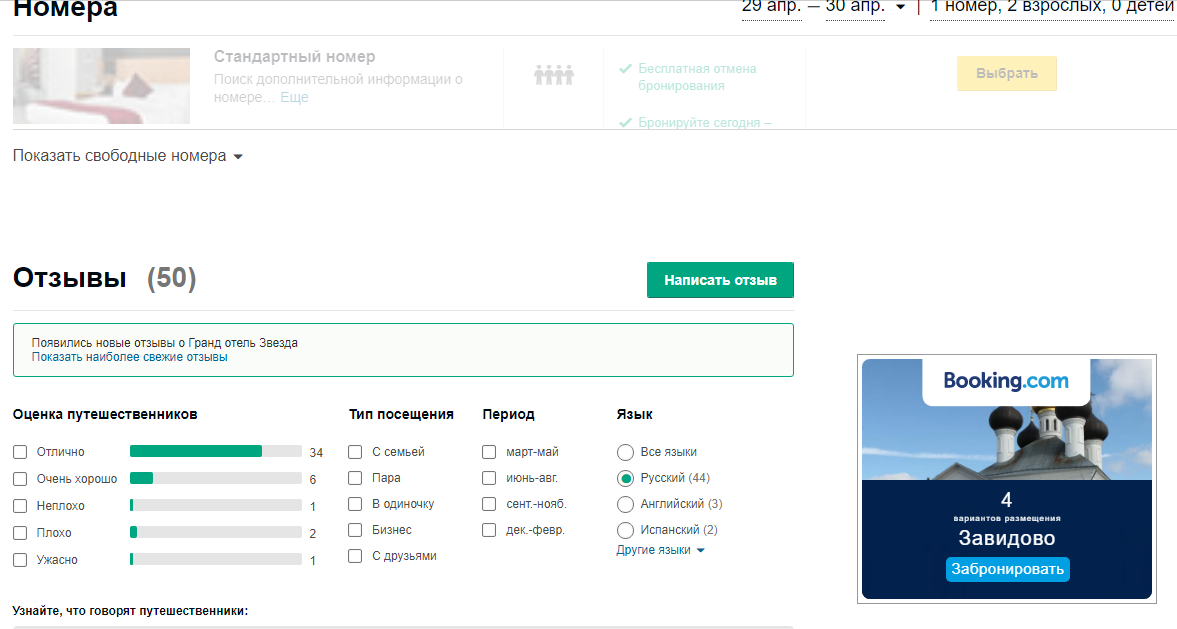 Номера
29 апр. — 30 апр. | 1 номер, 2 взрослых, 0 детей
Стандартный номер
Поиск дополнительной информации о
номере... Еще
Бесплатная отмена
бронирования
Бронируйте сегодня –
Выбрать
Показать свободные номера
Отзывы (50)
Написать отзыв
Появились новые отзывы о Гранд отель Звезда
Показать наиболее свежие отзывы
Оценка путешественников
Отлично 34
Очень хорошо 6
Неплохо 1
Плохо 2
Ужасно 1
Тип посещения
С семьей
Пара
В одиночку
Бизнес
С друзьями
Период
март-май
июнь-авг.
сент.-нояб.
дек.-февр.
Язык
Все языки
Русский (44)
Английский (3)
Испанский (2)
Другие языки
Booking.com
4
вариантов размещения
Завидово
Забронировать
Узнайте, что говорят путешественники: